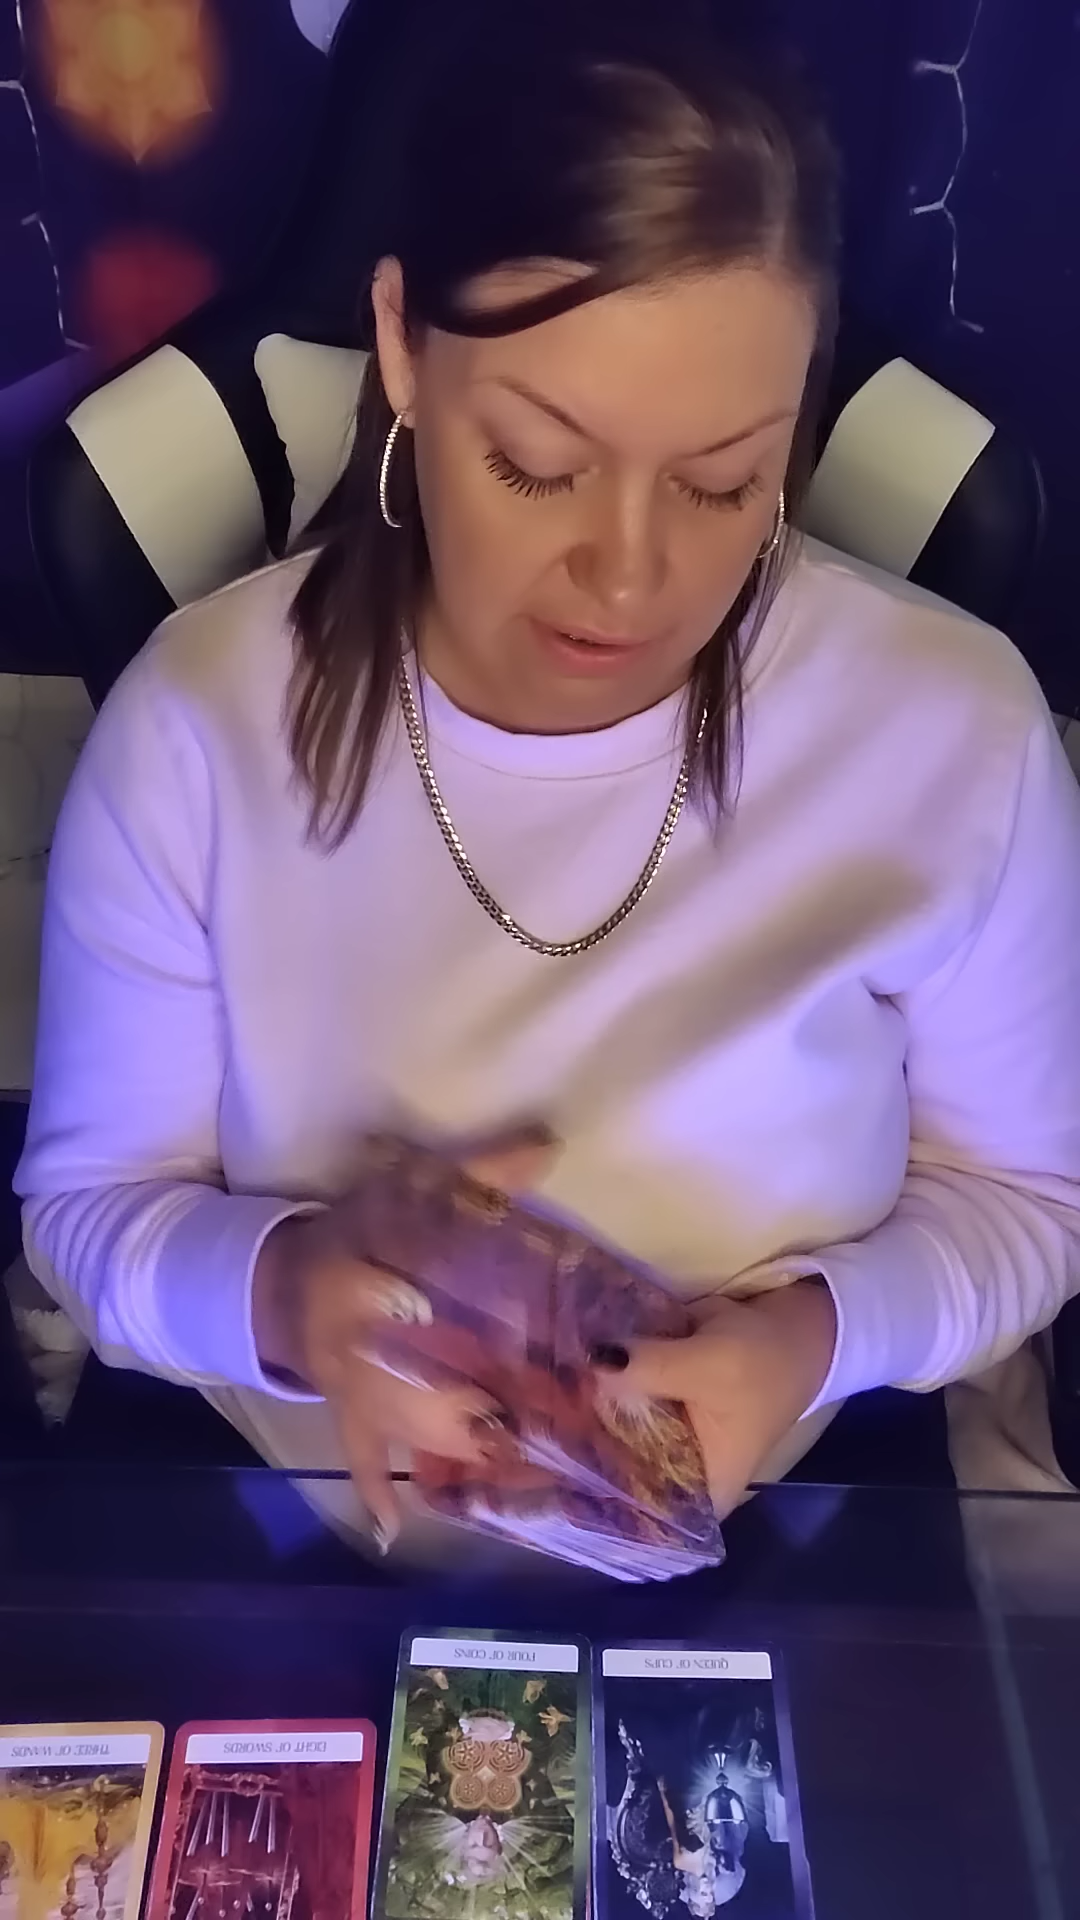 THREE OF WANDS
EIGHT OF SWORDS
FOUR OF COINS
QUEEN OF CUPS